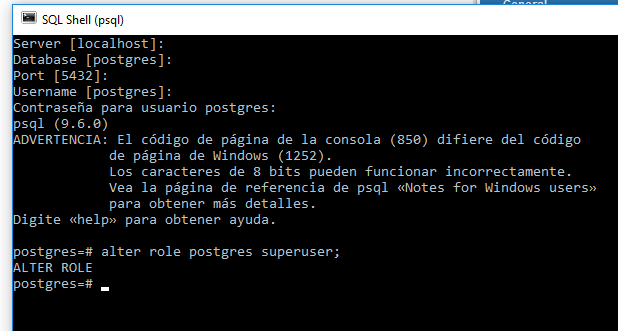 General
SQL Shell (psql)
Server [localhost]:
Database [postgres]:
Port [5432]:
Username [postgres]:
Contraseña para usuario postgres:
psql (9.6.0)
ADVERTENCIA: El código de página de la consola (850) difiere del código
de página de Windows (1252).
Los caracteres de 8 bits pueden funcionar incorrectamente.
Vea la página de referencia de psql «Notes for Windows users»
para obtener más detalles.
Digite «help» para obtener ayuda.
postgres=# alter role postgres superuser;
ALTER ROLE
postgres=#